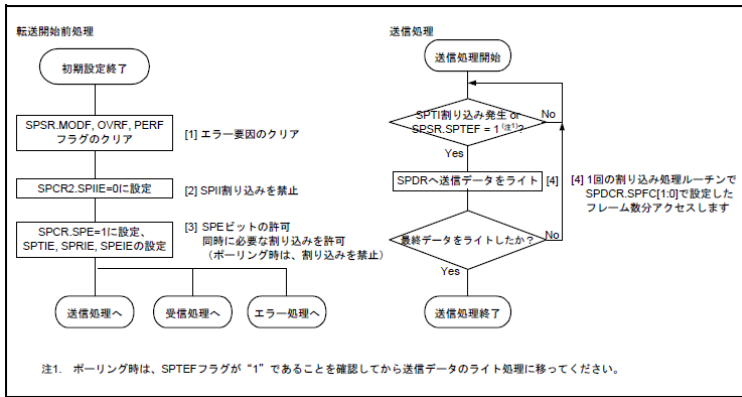 転送開始前処理
初期設定終了
SPSR.MODF, OVRF, PERF
フラグのクリア
[1] エラー要因のクリア
SPCR2.SPIIE=0に設定
[2] SPII割り込みを禁止
SPCR.SPE=1に設定、
SPTIE, SPRIE, SPEIEの設定
[3] SPEビットの許可
同時に必要な割り込みを許可
(ポーリング時は、割り込みを禁止)
送信処理へ
受信処理へ
エラー処理へ
送信処理
送信処理開始
SPTI割り込み発生 or
SPSR.SPTEF = 1(注1)?
No
Yes
SPDRへ送信データをライト
[4]
[4] 1回の割り込み処理ルーチンで
SPDCR.SPFC[1:0]で設定した
フレーム数分アクセスします
最終データをライトしたか?
No
Yes
送信処理終了
注1. ポーリング時は、SPTEFフラグが“1”であることを確認してから送信データのライト処理に移ってください。